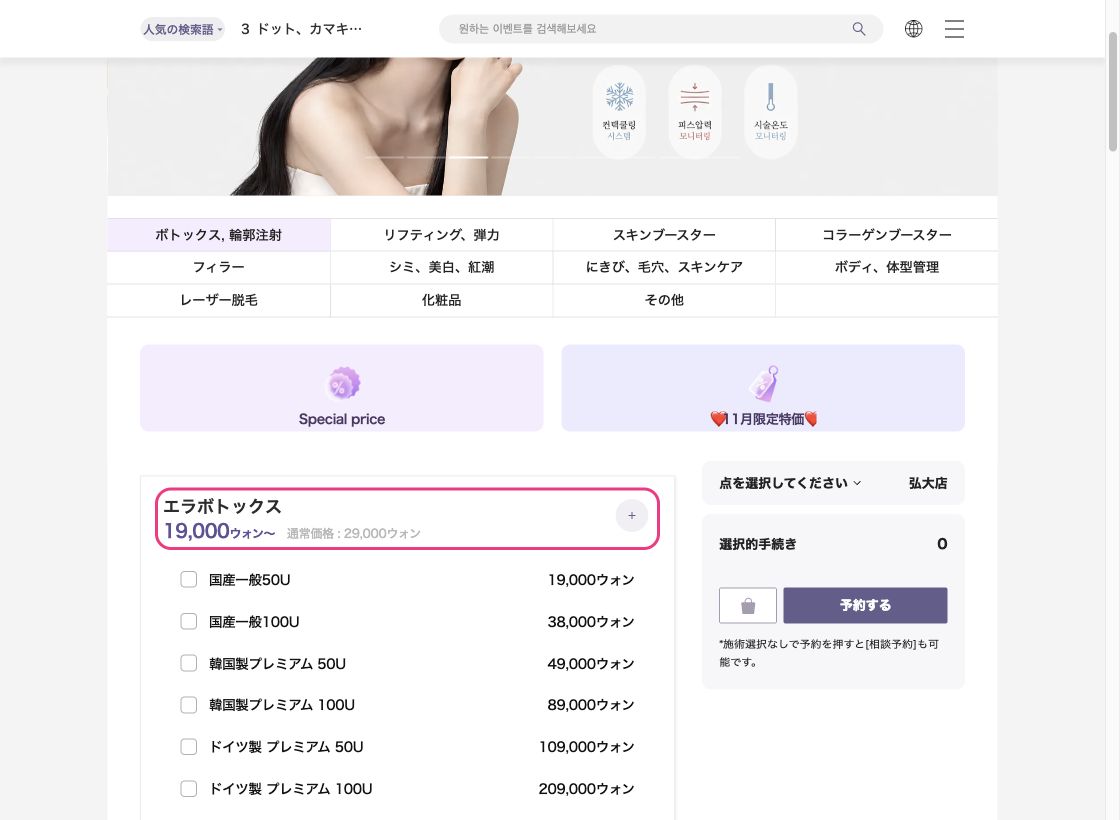 人気の検索語
3 ドット、カマキ…
원하는 이벤트를 검색해보세요
컨택쿨링
시스템
피스압력
모니터링
시술온도
모니터링
ボトックス, 輪郭注射
リフティング、弾力
スキンブースター
コラーゲンブースター
フィラー
シミ、美白、紅潮
にきび、毛穴、スキンケア
ボディ、体型管理
レーザー脱毛
化粧品
その他
Special price
❤️11月限定特価❤️
エラボトックス
19,000ウォン〜 通常価格 : 29,000ウォン
+
国産一般50U 19,000ウォン
国産一般100U 38,000ウォン
韓国製プレミアム 50U 49,000ウォン
韓国製プレミアム 100U 89,000ウォン
ドイツ製 プレミアム 50U 109,000ウォン
ドイツ製 プレミアム 100U 209,000ウォン
点を選択してください 弘大店
選択的手続き 0
予約する
*施術選択なしで予約を押すと[相談予約]も可
能です。